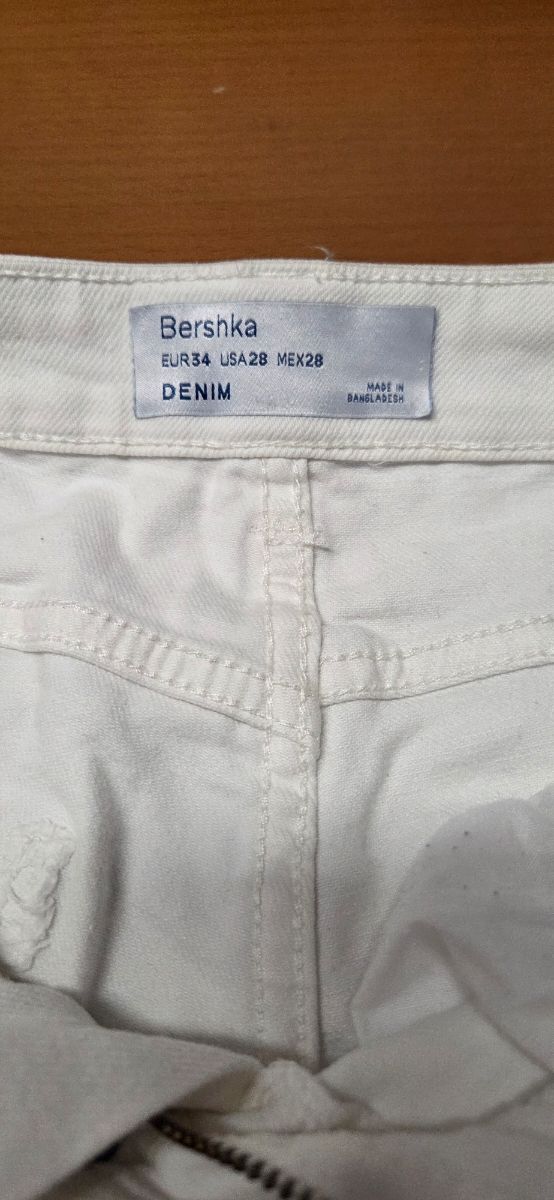 Bershka
EUR34 USA28 MEX28
DENIM
MADE IN
BANGLADESH